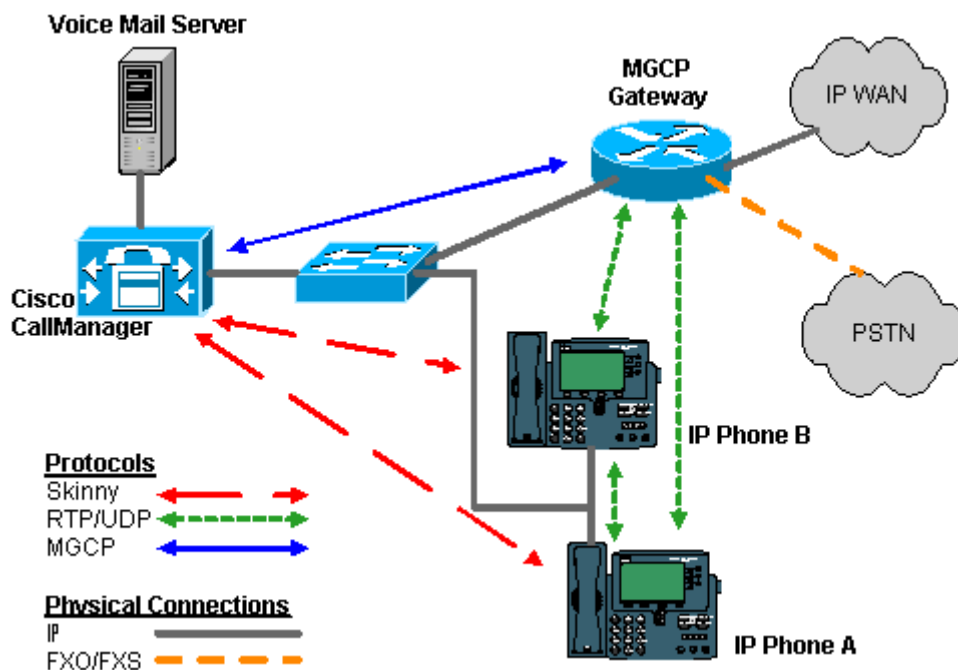 Voice Mail Server
MGCP
Gateway
IP WAN
Cisco
CallManager
PSTN
IP Phone B
Protocols
Skinny
RTP/UDP
MGCP
Physical Connections
IP
FXO/FXS
IP Phone A